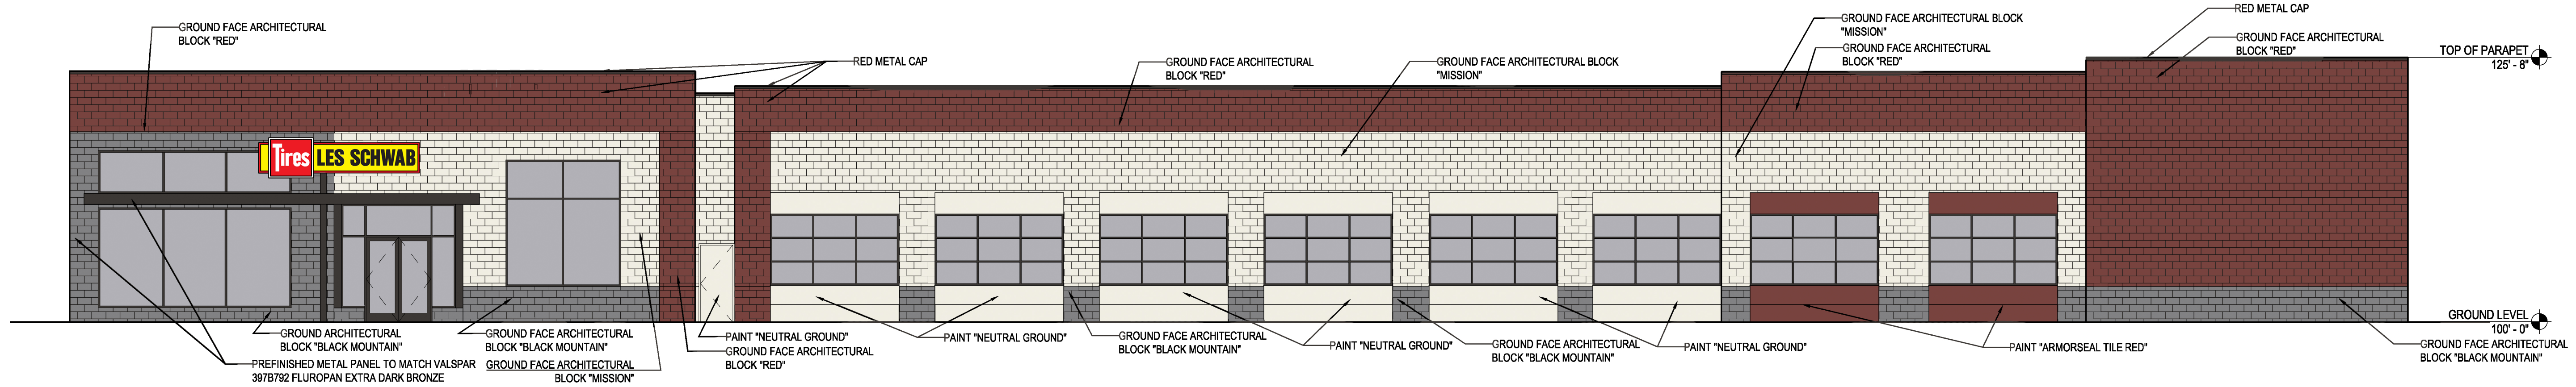 GROUND FACE ARCHITECTURAL
BLOCK "RED"
RED METAL CAP
GROUND FACE ARCHITECTURAL
BLOCK "RED"
GROUND FACE ARCHITECTURAL BLOCK
"MISSION"
GROUND FACE ARCHITECTURAL BLOCK
"MISSION"
GROUND FACE ARCHITECTURAL
BLOCK "RED"
RED METAL CAP
GROUND FACE ARCHITECTURAL
BLOCK "RED"
TOP OF PARAPET
125' - 8"
Tires LES SCHWAB
GROUND ARCHITECTURAL
BLOCK "BLACK MOUNTAIN"
PREFINISHED METAL PANEL TO MATCH VALSPAR
397B792 FLUROPAN EXTRA DARK BRONZE
GROUND FACE ARCHITECTURAL
BLOCK "BLACK MOUNTAIN"
GROUND FACE ARCHITECTURAL
BLOCK "MISSION"
PAINT "NEUTRAL GROUND"
GROUND FACE ARCHITECTURAL
BLOCK "RED"
PAINT "NEUTRAL GROUND"
GROUND FACE ARCHITECTURAL
BLOCK "BLACK MOUNTAIN"
PAINT "NEUTRAL GROUND"
GROUND FACE ARCHITECTURAL
BLOCK "BLACK MOUNTAIN"
PAINT "NEUTRAL GROUND"
PAINT "ARMORSEAL TILE RED"
GROUND LEVEL
100' - 0"
GROUND FACE ARCHITECTURAL
BLOCK "BLACK MOUNTAIN"